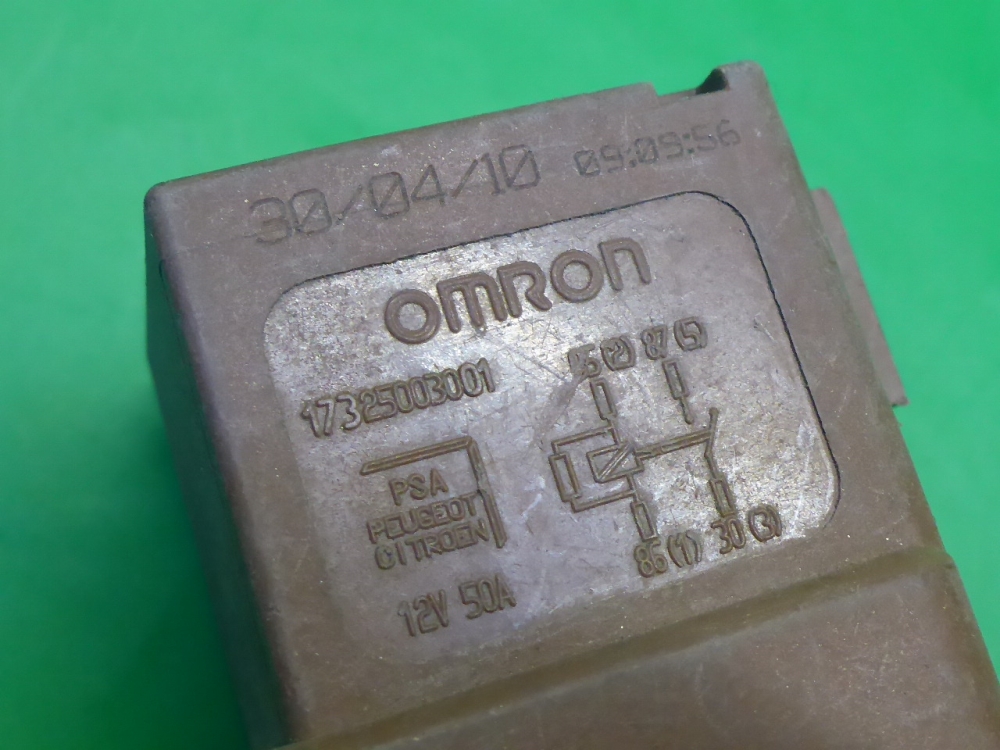 30/04/10 09:09:56
omron
17325003001
85(2) 87(5)
PSA
PEUGEOT
CITROEN
86(1) 30(3)
12V 50A